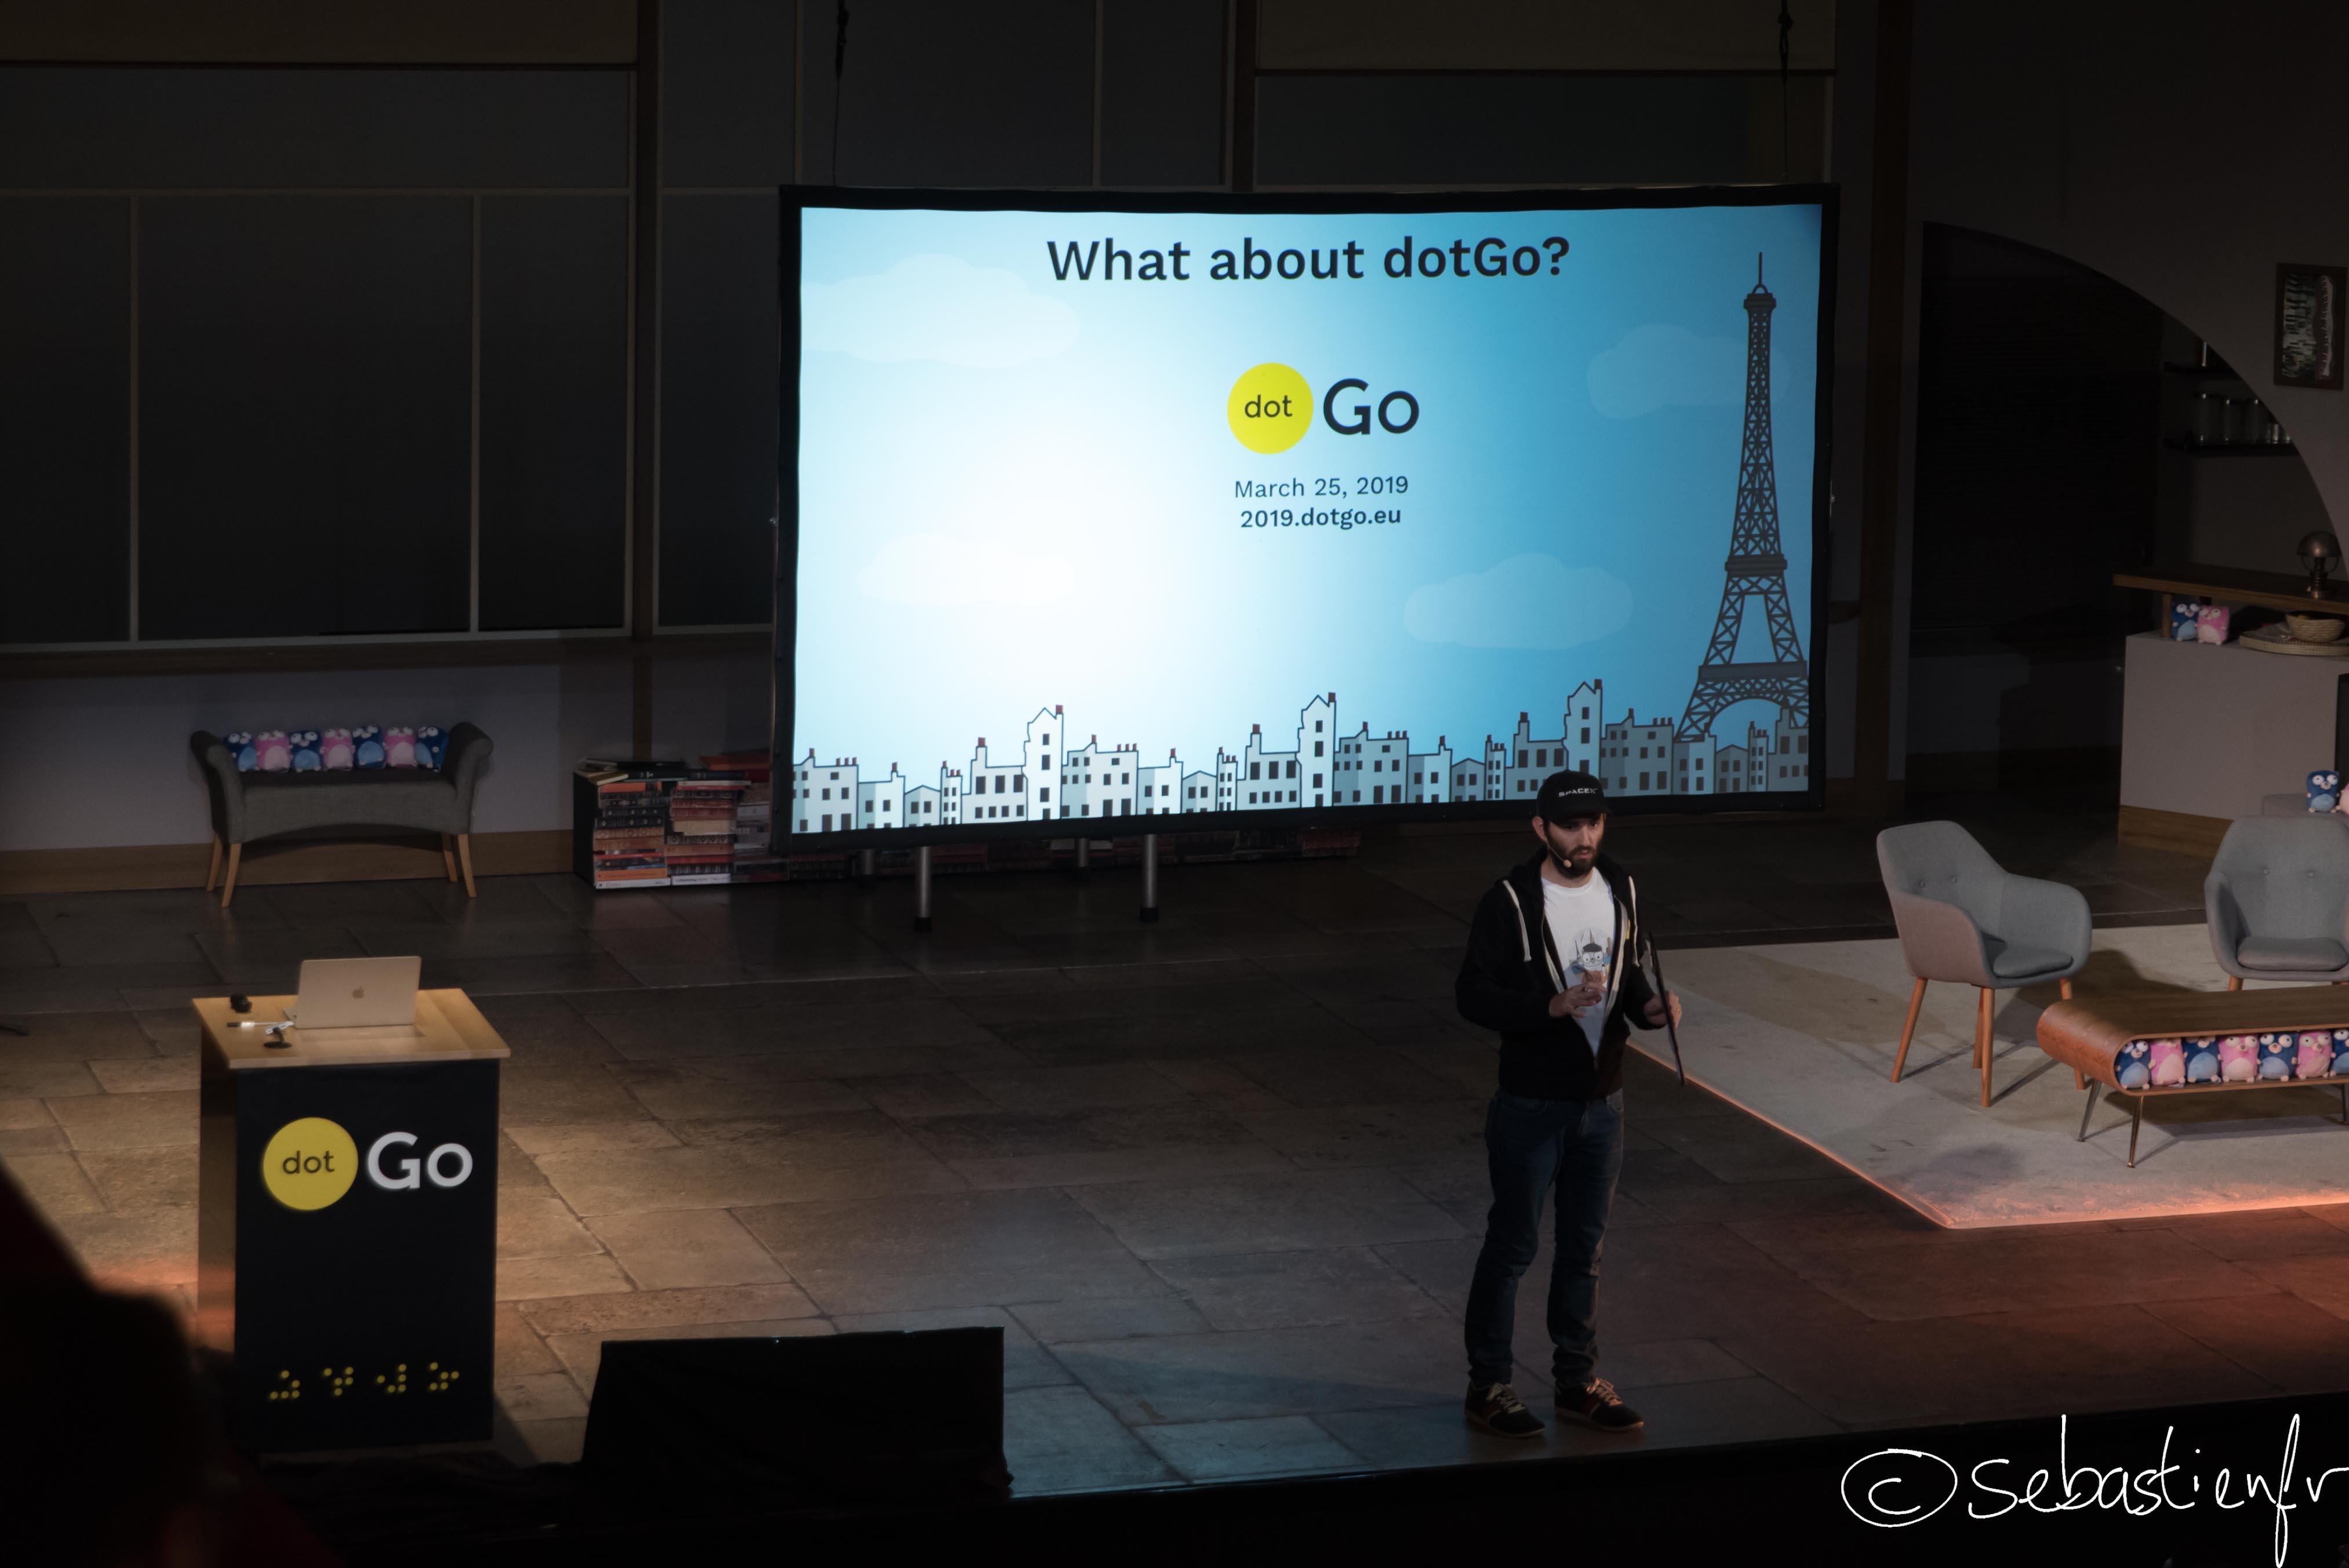 What about dotGo?
dot Go
March 25, 2019
2019.dotgo.eu
SPACEX
dot Go
© sebastienfr